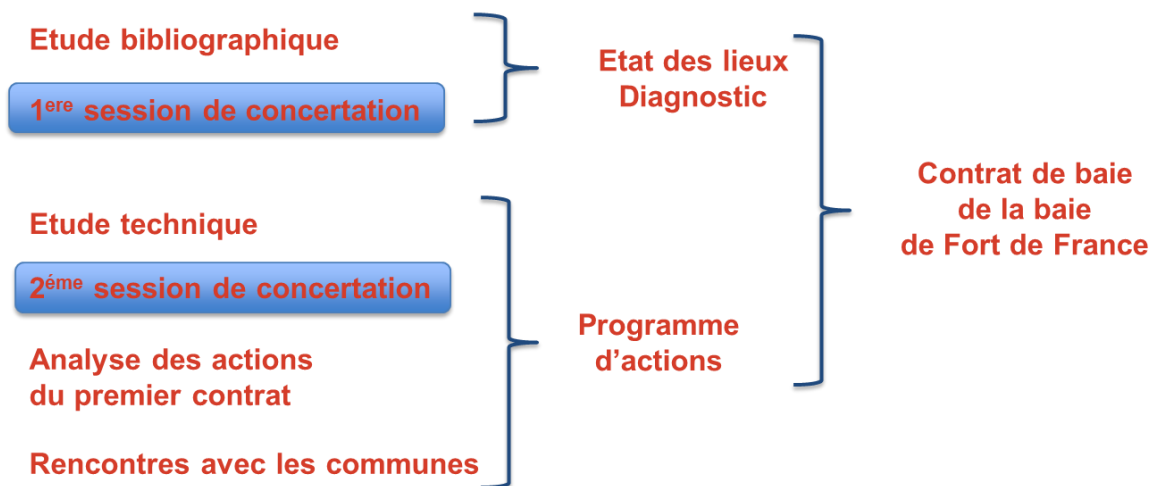 Etude bibliographique
1ere session de concertation
Etat des lieux
Diagnostic
Etude technique
2éme session de concertation
Analyse des actions
du premier contrat
Rencontres avec les communes
Programme
d’actions
Contrat de baie
de la baie
de Fort de France